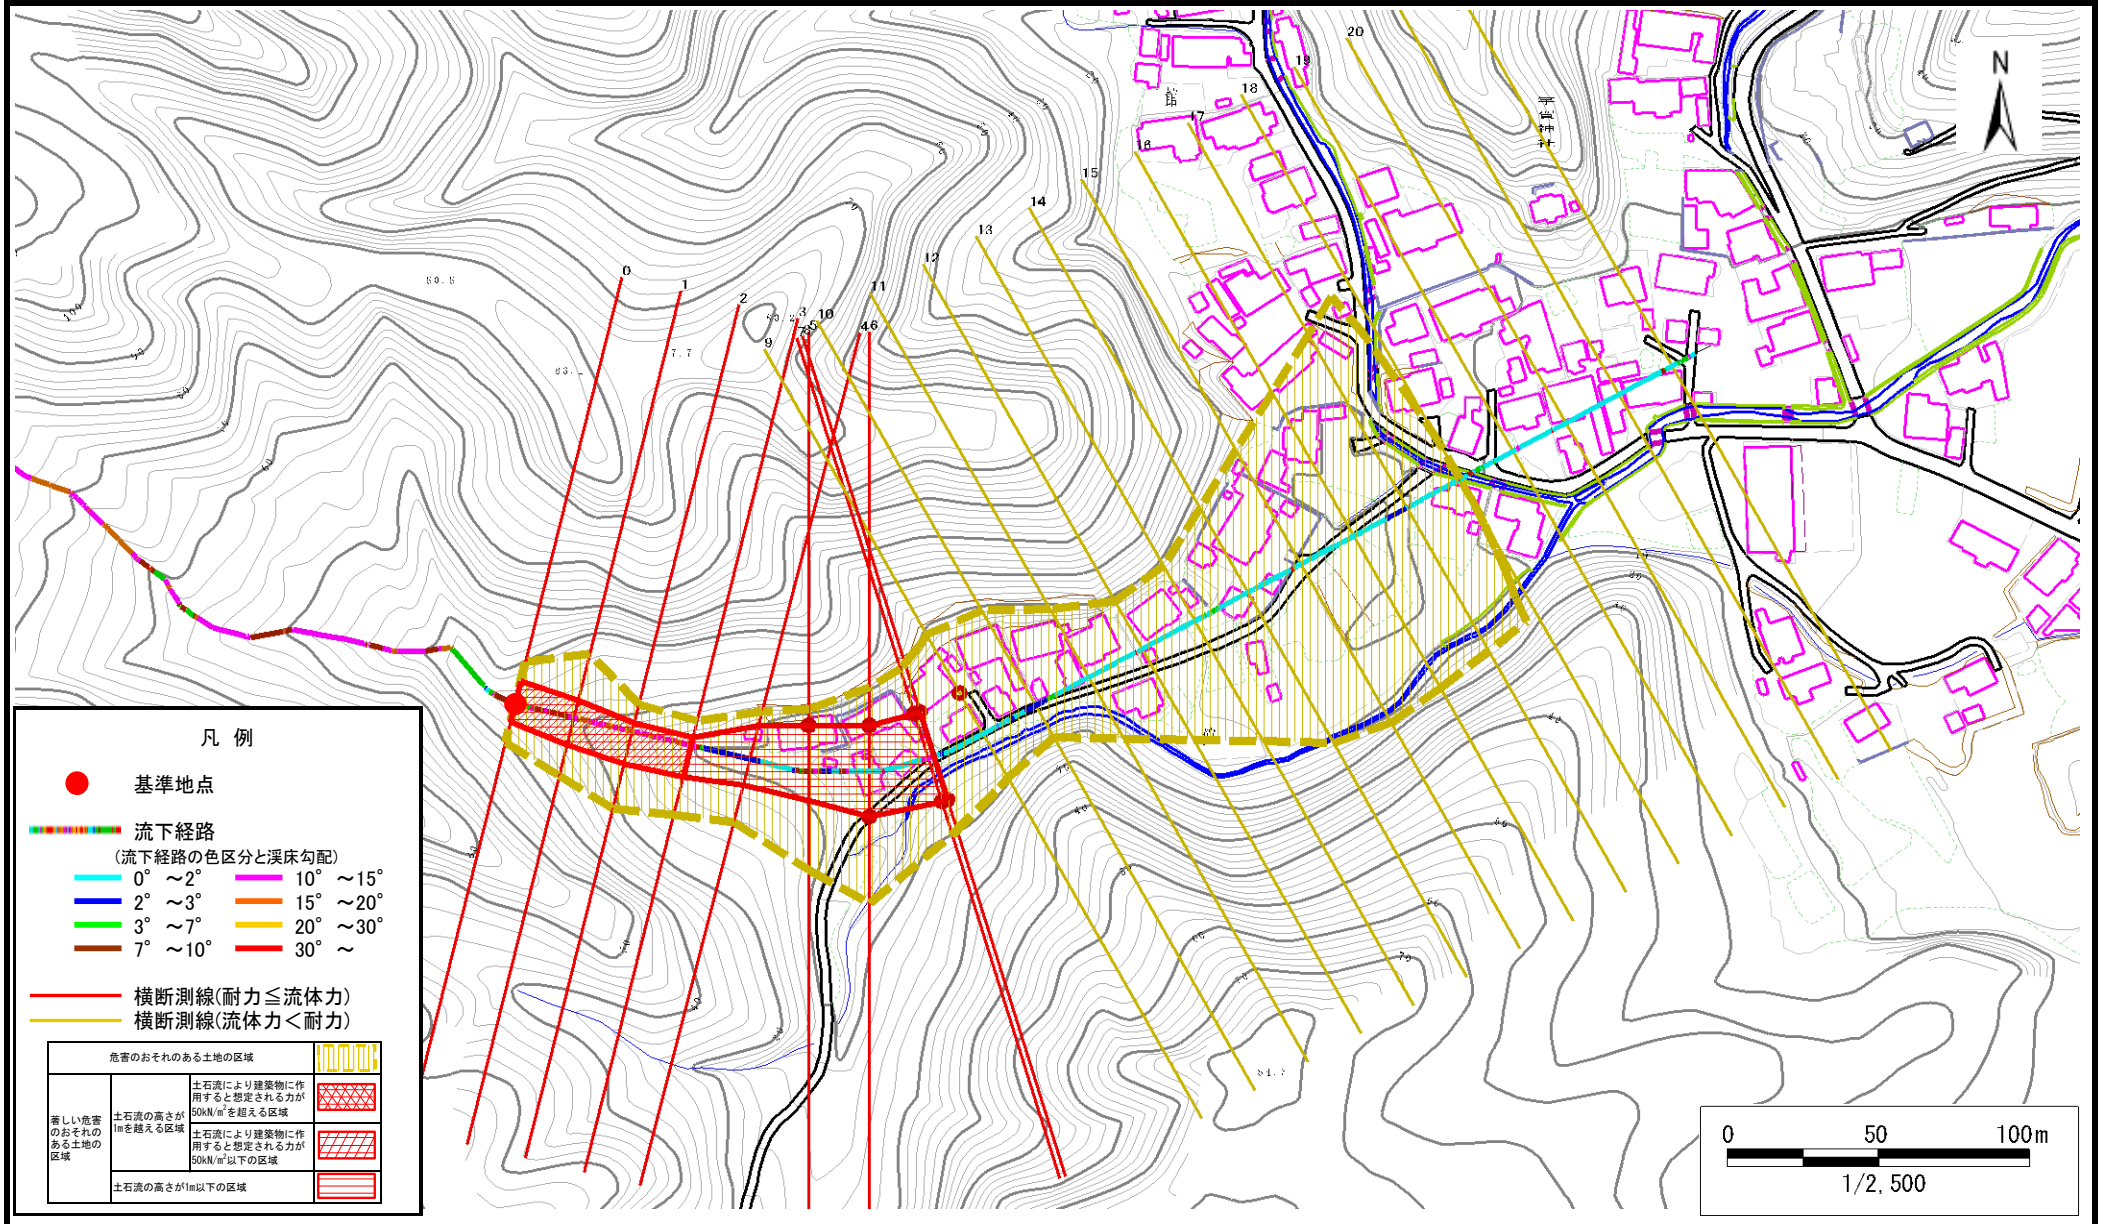 20
19
18
17
16
15
14
13
12
11
10
9
0
1
2
3
5
46
N
60.5
7.7
100
60
凡 例
基準地点
流下経路
(流下経路の色区分と渓床勾配)
0° ～2° 10° ～15°
2° ～3° 15° ～20°
3° ～7° 20° ～30°
7° ～10° 30° ～
横断測線(耐力≦流体力)
横断測線(流体力＜耐力)
危害のおそれのある土地の区域
著しい危害
のおそれの
ある土地の
区域
土石流の高さが
1mを越える区域
土石流により建築物に作
用すると想定される力が
50kN/m²を超える区域
土石流により建築物に作
用すると想定される力が
50kN/m²以下の区域
土石流の高さが1m以下の区域
0 50 100m
1/2,500